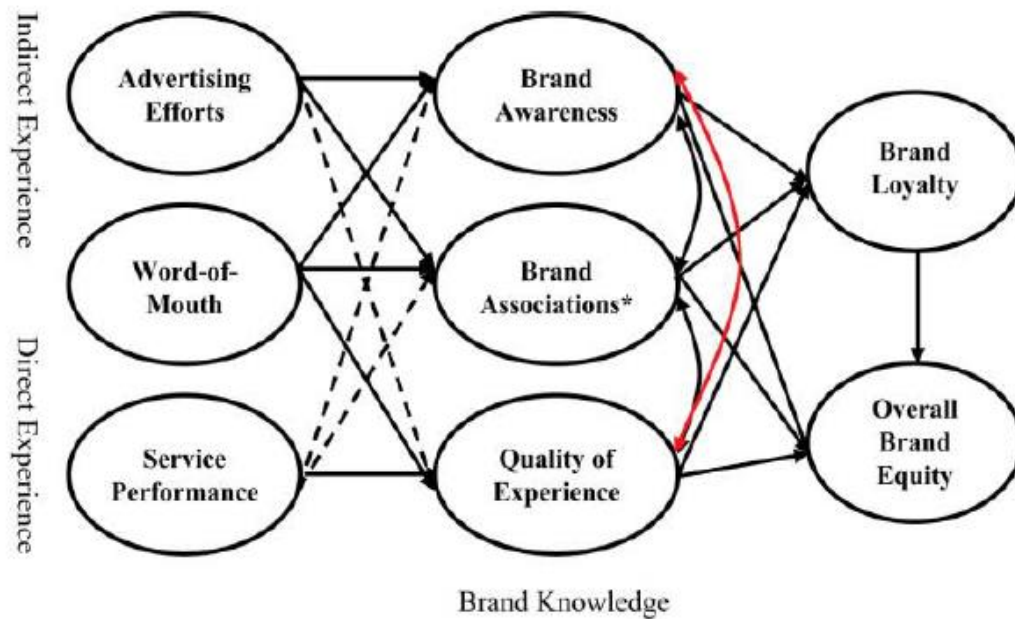 Indirect Experience
Direct Experience
Advertising
Efforts
Word-of-
Mouth
Service
Performance
Brand
Awareness
Brand
Associations*
Quality of
Experience
Brand
Loyalty
Overall
Brand
Equity
Brand Knowledge